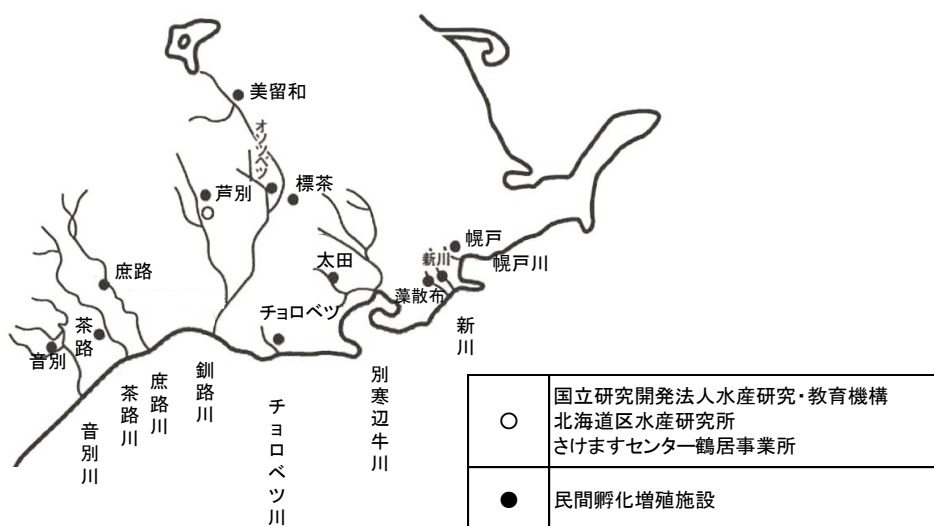 美留和
オソツベツ
芦別
標茶
幌戸
新川
幌戸川
太田
庶路
藻散布
チョロベツ
茶路
音別
新川
釧路川
別寒辺牛川
庶路川
茶路川
チョロベツ川
音別川
○
国立研究開発法人水産研究・教育機構
北海道区水産研究所
さけますセンター鶴居事業所
●
民間孵化増殖施設